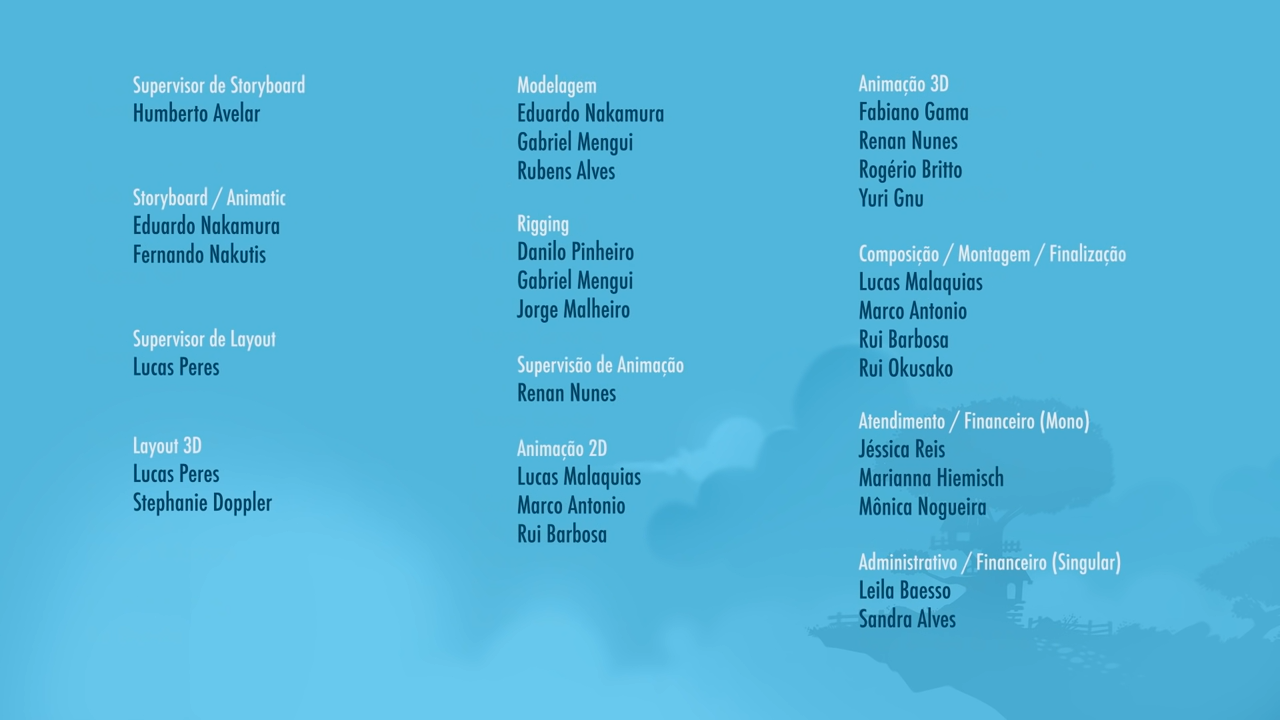 Supervisor de Storyboard
Humberto Avelar
Storyboard / Animatic
Eduardo Nakamura
Fernando Nakutis
Supervisor de Layout
Lucas Peres
Layout 3D
Lucas Peres
Stephanie Doppler
Modelagem
Eduardo Nakamura
Gabriel Mengui
Rubens Alves
Rigging
Danilo Pinheiro
Gabriel Mengui
Jorge Malheiro
Supervisão de Animação
Renan Nunes
Animação 2D
Lucas Malaquias
Marco Antonio
Rui Barbosa
Animação 3D
Fabiano Gama
Renan Nunes
Rogério Britto
Yuri Gnu
Composição / Montagem / Finalização
Lucas Malaquias
Marco Antonio
Rui Barbosa
Rui Okusako
Atendimento / Financeiro (Mono)
Jéssica Reis
Marianna Hiemisch
Mônica Nogueira
Administrativo / Financeiro (Singular)
Leila Baesso
Sandra Alves